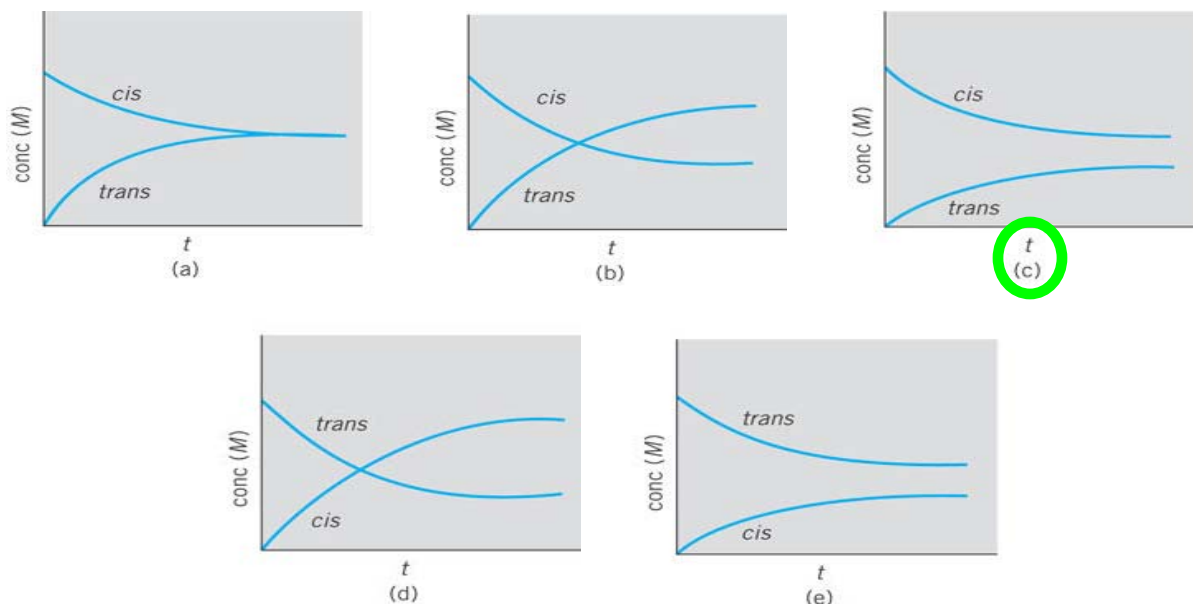 conc (M)
cis
trans
t
(a)
conc (M)
cis
trans
t
(b)
conc (M)
cis
trans
t
(c)
conc (M)
trans
cis
t
(d)
conc (M)
trans
cis
t
(e)